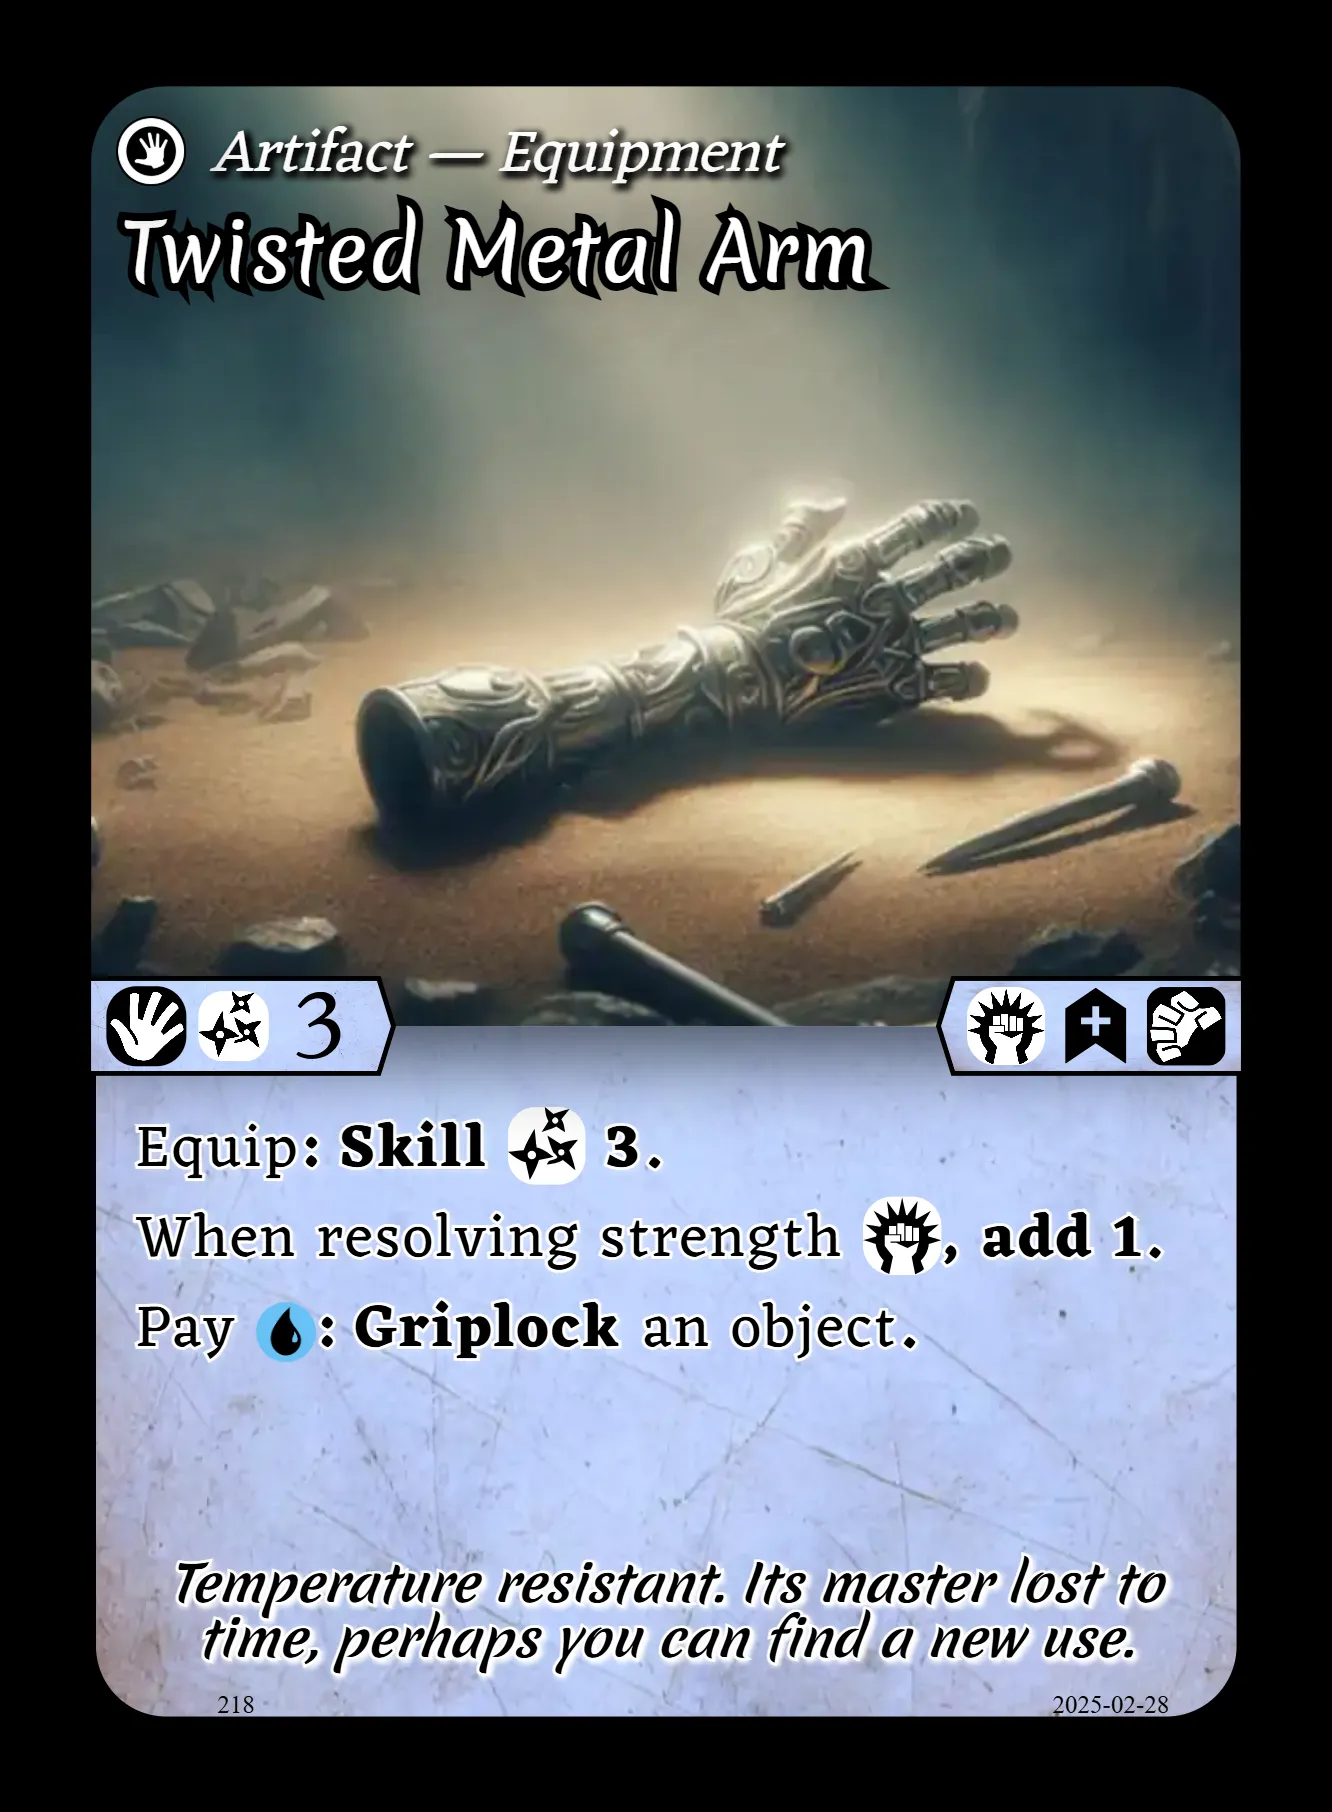 Artifact — Equipment
Twisted Metal Arm
3
Equip: Skill 3.
When resolving strength , add 1.
Pay : Griplock an object.
Temperature resistant. Its master lost to
time, perhaps you can find a new use.
218
2025-02-28